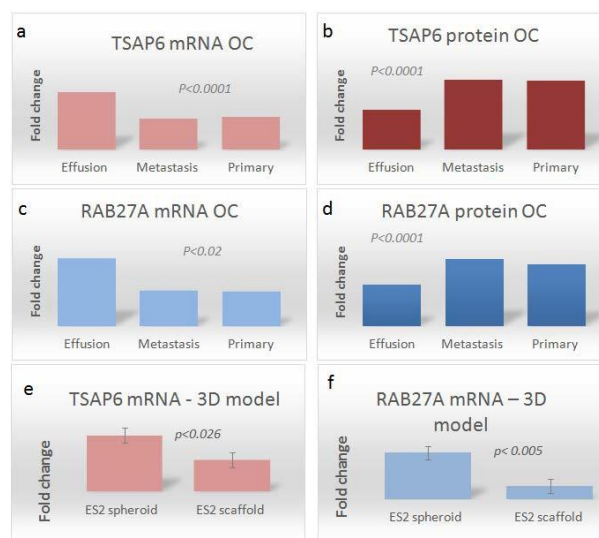 a
TSAP6 mRNA OC
P<0.0001
Fold change
Effusion Metastasis Primary
b
TSAP6 protein OC
P<0.0001
Fold change
Effusion Metastasis Primary
c
RAB27A mRNA OC
P<0.02
Fold change
Effusion Metastasis Primary
d
RAB27A protein OC
P<0.0001
Fold change
Effusion Metastasis Primary
e
TSAP6 mRNA - 3D model
p<0.026
Fold change
ES2 spheroid ES2 scaffold
f
RAB27A mRNA – 3D
model
p< 0.005
Fold change
ES2 spheroid ES2 scaffold